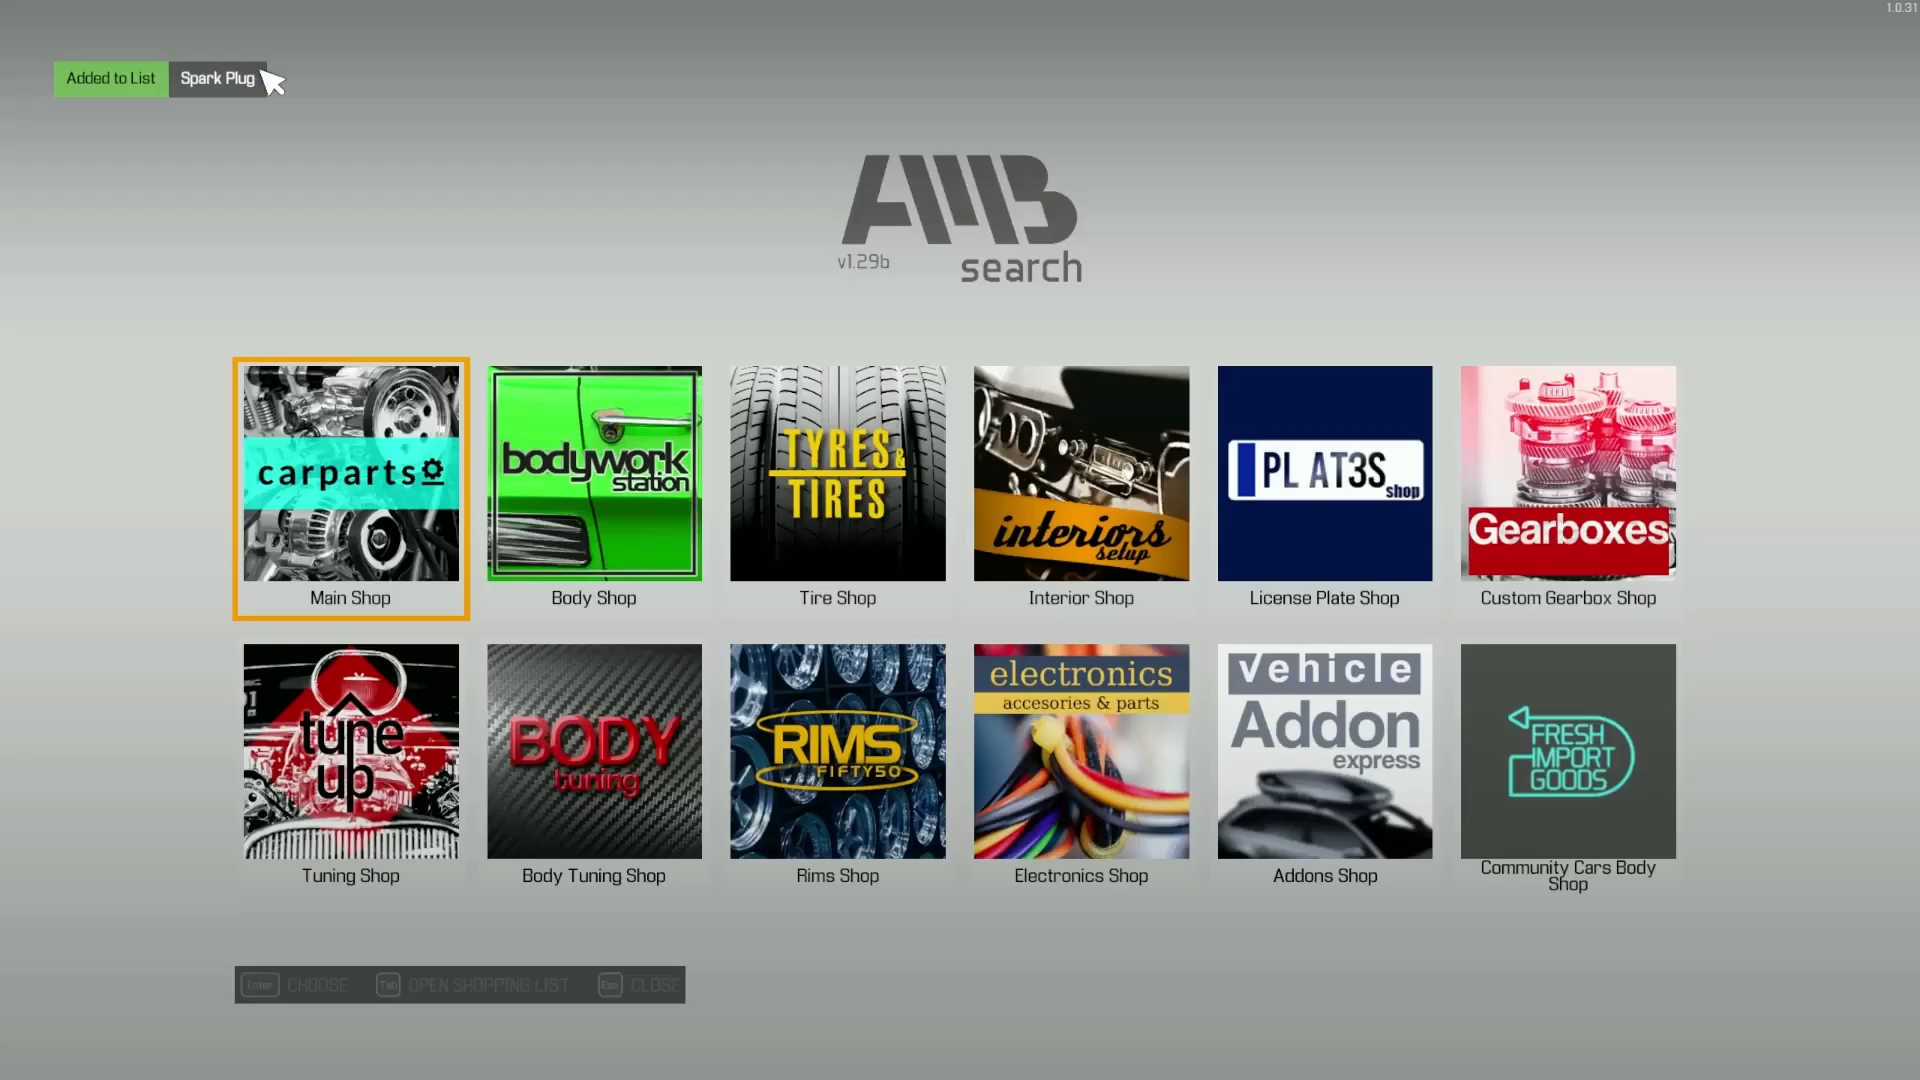 1.0.31
Added to List Spark Plug
AMB
v1.29b search
carparts
Main Shop
bodywork
station
Body Shop
TYRES &
TIRES
Tire Shop
interiors
setup
Interior Shop
PL AT3S
shop
License Plate Shop
Gearboxes
Custom Gearbox Shop
tune
up
Tuning Shop
BODY
tuning
Body Tuning Shop
RIMS
FIFTY50
Rims Shop
electronics
accesories & parts
Electronics Shop
vehicle
Addon
express
Addons Shop
FRESH
IMPORT
GOODS
Community Cars Body
Shop
Enter CHOOSE Tab OPEN SHOPPING LIST Esc CLOSE